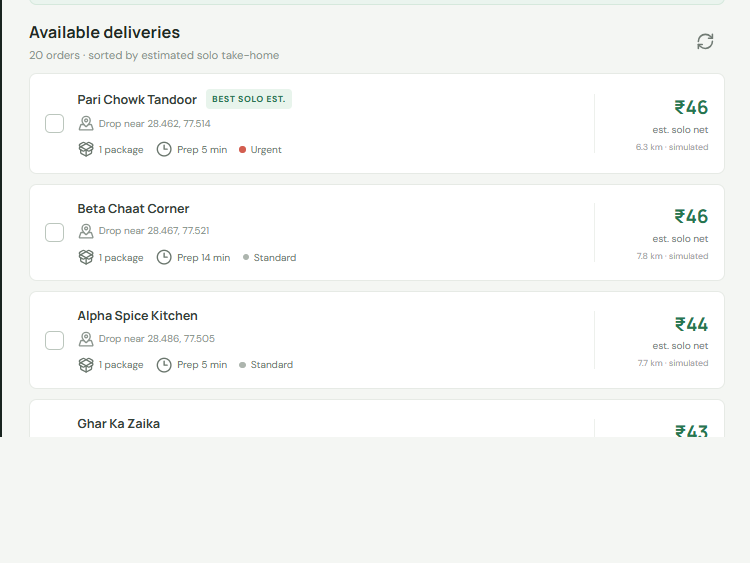 Available deliveries
20 orders · sorted by estimated solo take-home
Pari Chowk Tandoor BEST SOLO EST.
Drop near 28.462, 77.514
1 package Prep 5 min Urgent
₹46
est. solo net
6.3 km · simulated
Beta Chaat Corner
Drop near 28.467, 77.521
1 package Prep 14 min Standard
₹46
est. solo net
7.8 km · simulated
Alpha Spice Kitchen
Drop near 28.486, 77.505
1 package Prep 5 min Standard
₹44
est. solo net
7.7 km · simulated
Ghar Ka Zaika
₹43